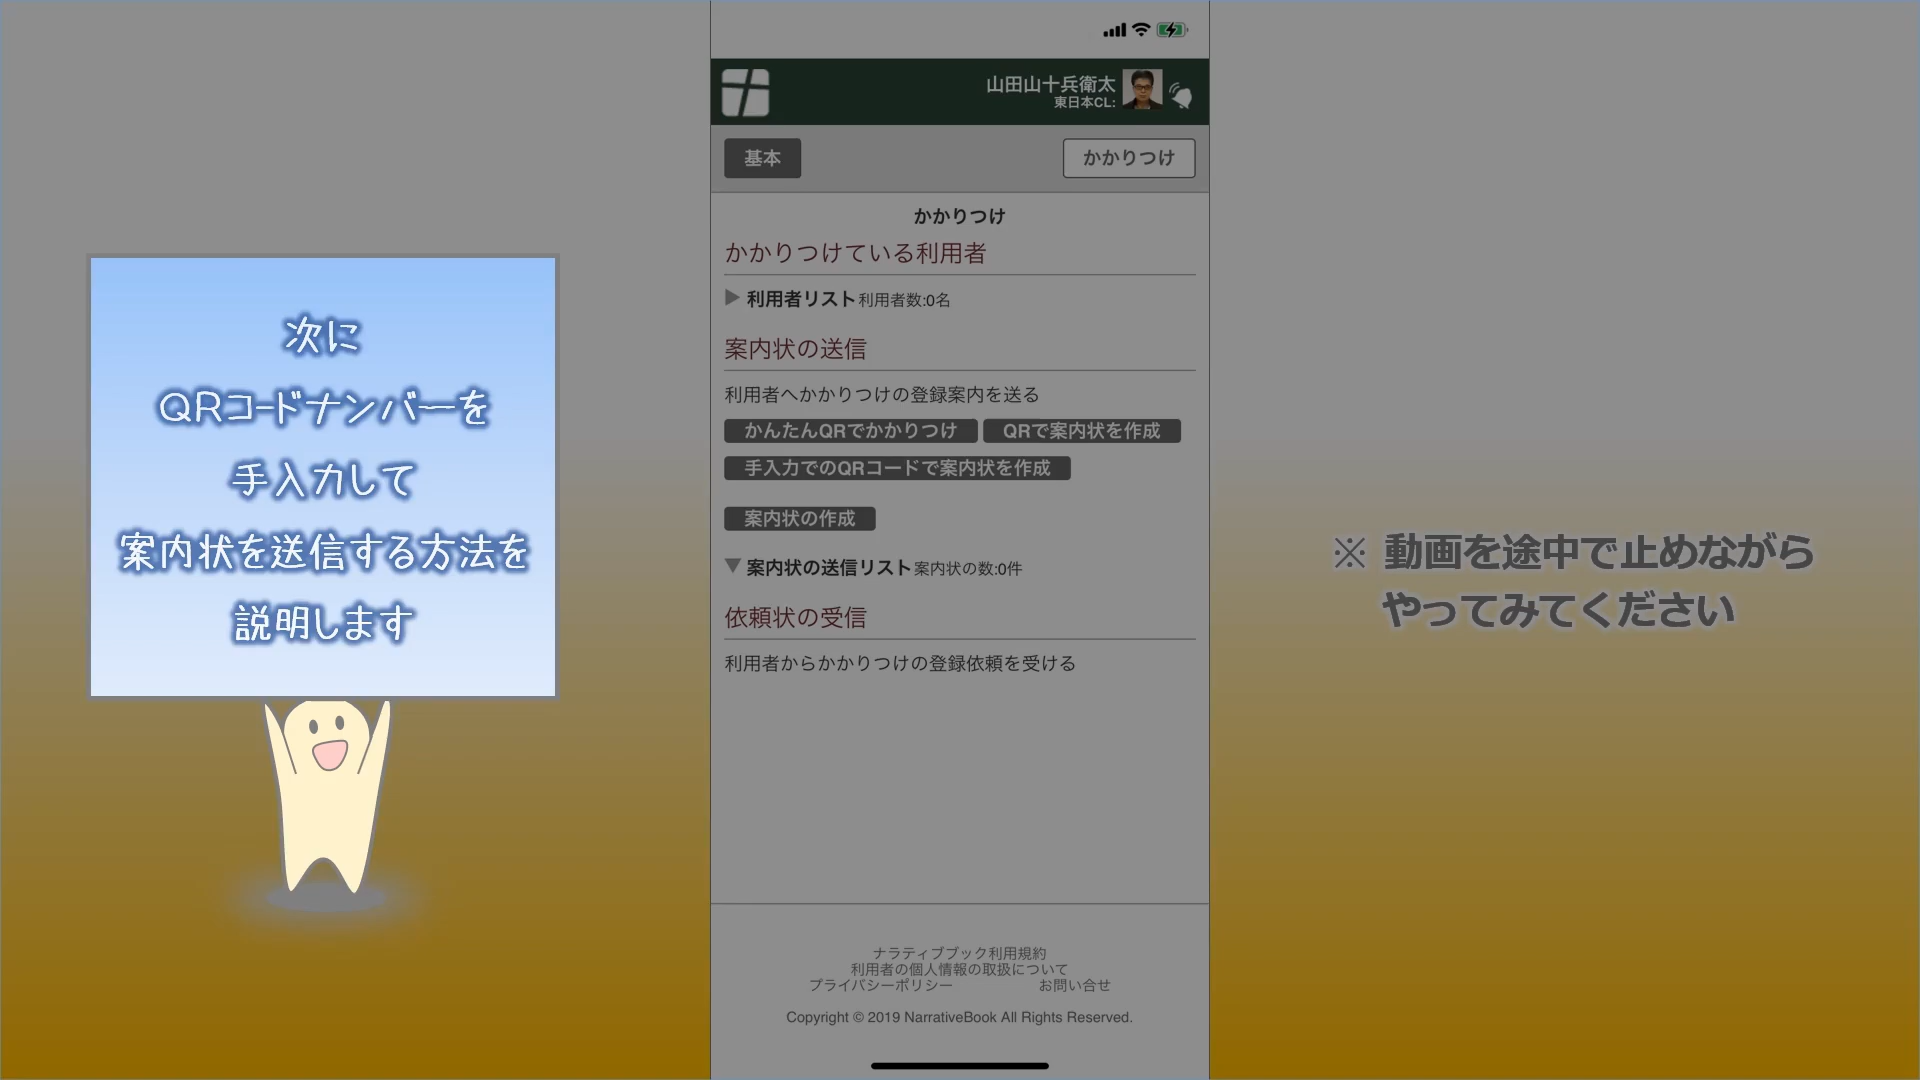 次に
QRコードナンバーを
手入力して
案内状を送信する方法を
説明します
山田山十兵衛太
東日本CL:
基本
かかりつけ
かかりつけ
かかりつけている利用者
▶ 利用者リスト利用者数:0名
案内状の送信
利用者へかかりつけの登録案内を送る
かんたんQRでかかりつけ QRで案内状を作成
手入力でのQRコードで案内状を作成
案内状の作成
▼ 案内状の送信リスト案内状の数:0件
依頼状の受信
利用者からかかりつけの登録依頼を受ける
ナラティブブック利用規約
利用者の個人情報の取扱について
プライバシーポリシー お問い合せ
Copyright © 2019 NarrativeBook All Rights Reserved.
※ 動画を途中で止めながら
やってみてください